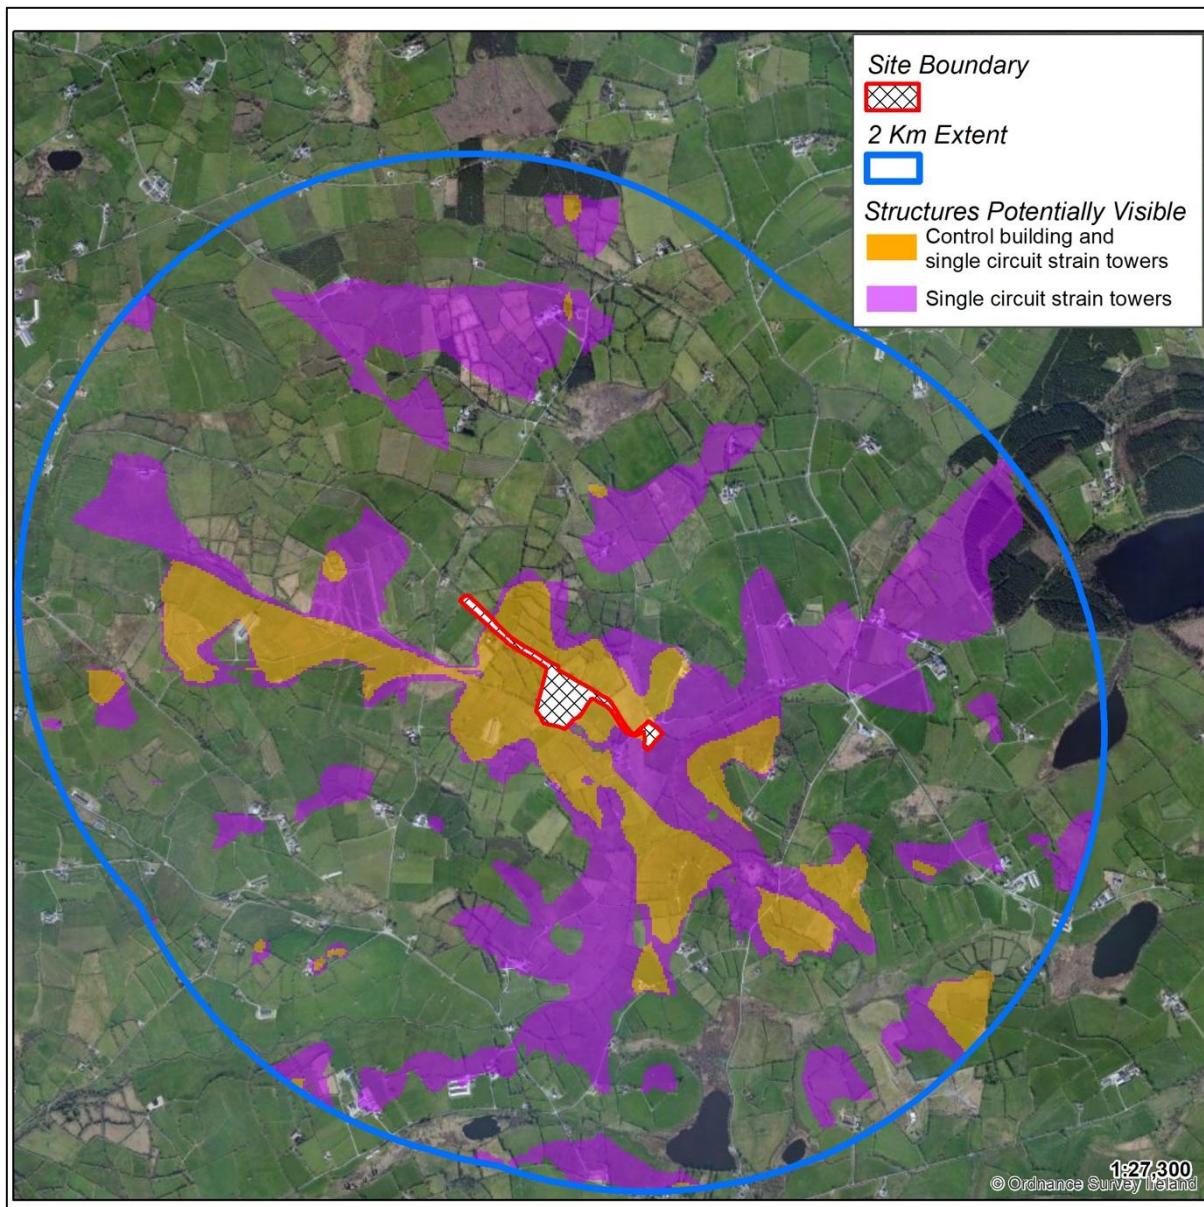 Site Boundary
2 Km Extent
Structures Potentially Visible
Control building and
single circuit strain towers
Single circuit strain towers
1:27,300
© Ordnance Survey Ireland